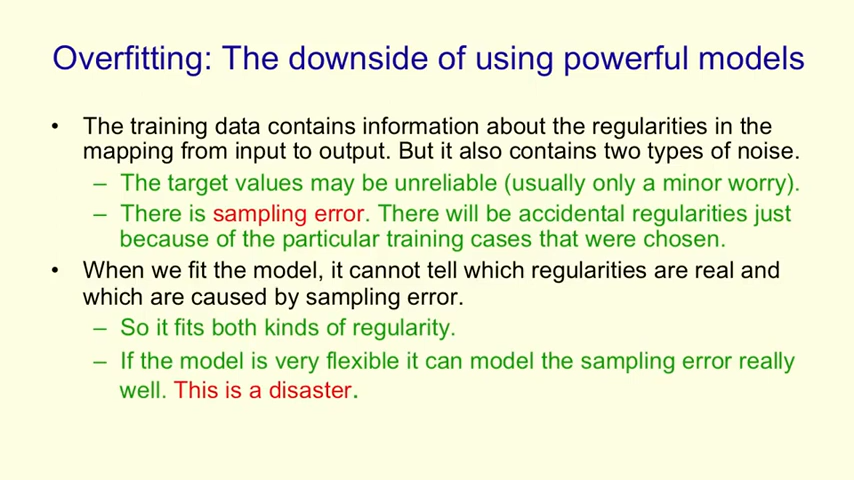 Overfitting: The downside of using powerful models
• The training data contains information about the regularities in the
mapping from input to output. But it also contains two types of noise.
– The target values may be unreliable (usually only a minor worry).
– There is sampling error. There will be accidental regularities just
because of the particular training cases that were chosen.
• When we fit the model, it cannot tell which regularities are real and
which are caused by sampling error.
– So it fits both kinds of regularity.
– If the model is very flexible it can model the sampling error really
well. This is a disaster.